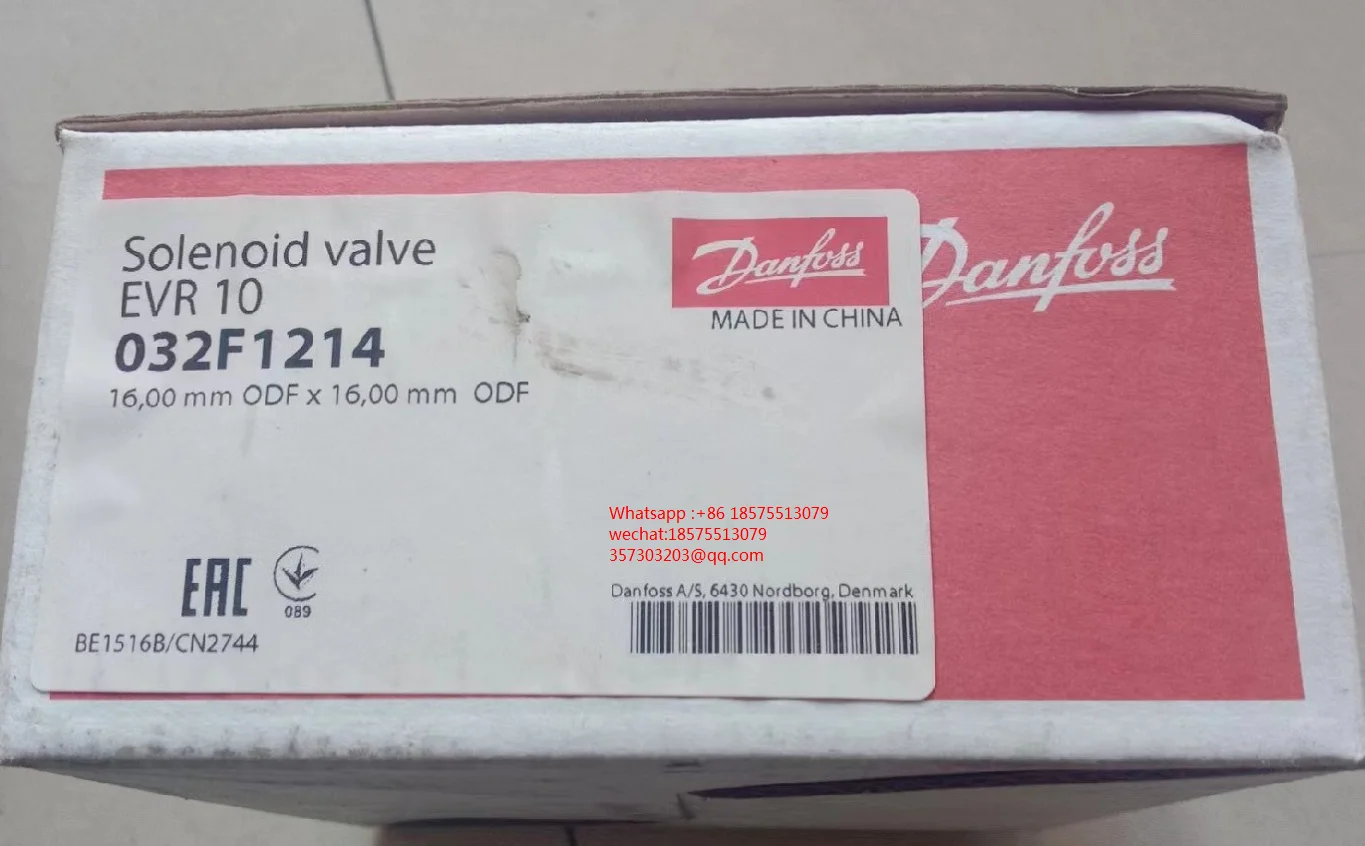 Solenoid valve
EVR 10
032F1214
16,00 mm ODF x 16,00 mm ODF
Danfoss
MADE IN CHINA
Danfoss
Whatsapp :+86 18575513079
wechat:18575513079
357303203@qq.com
Danfoss A/S, 6430 Nordborg, Denmark
EAC
089
BE1516B/CN2744